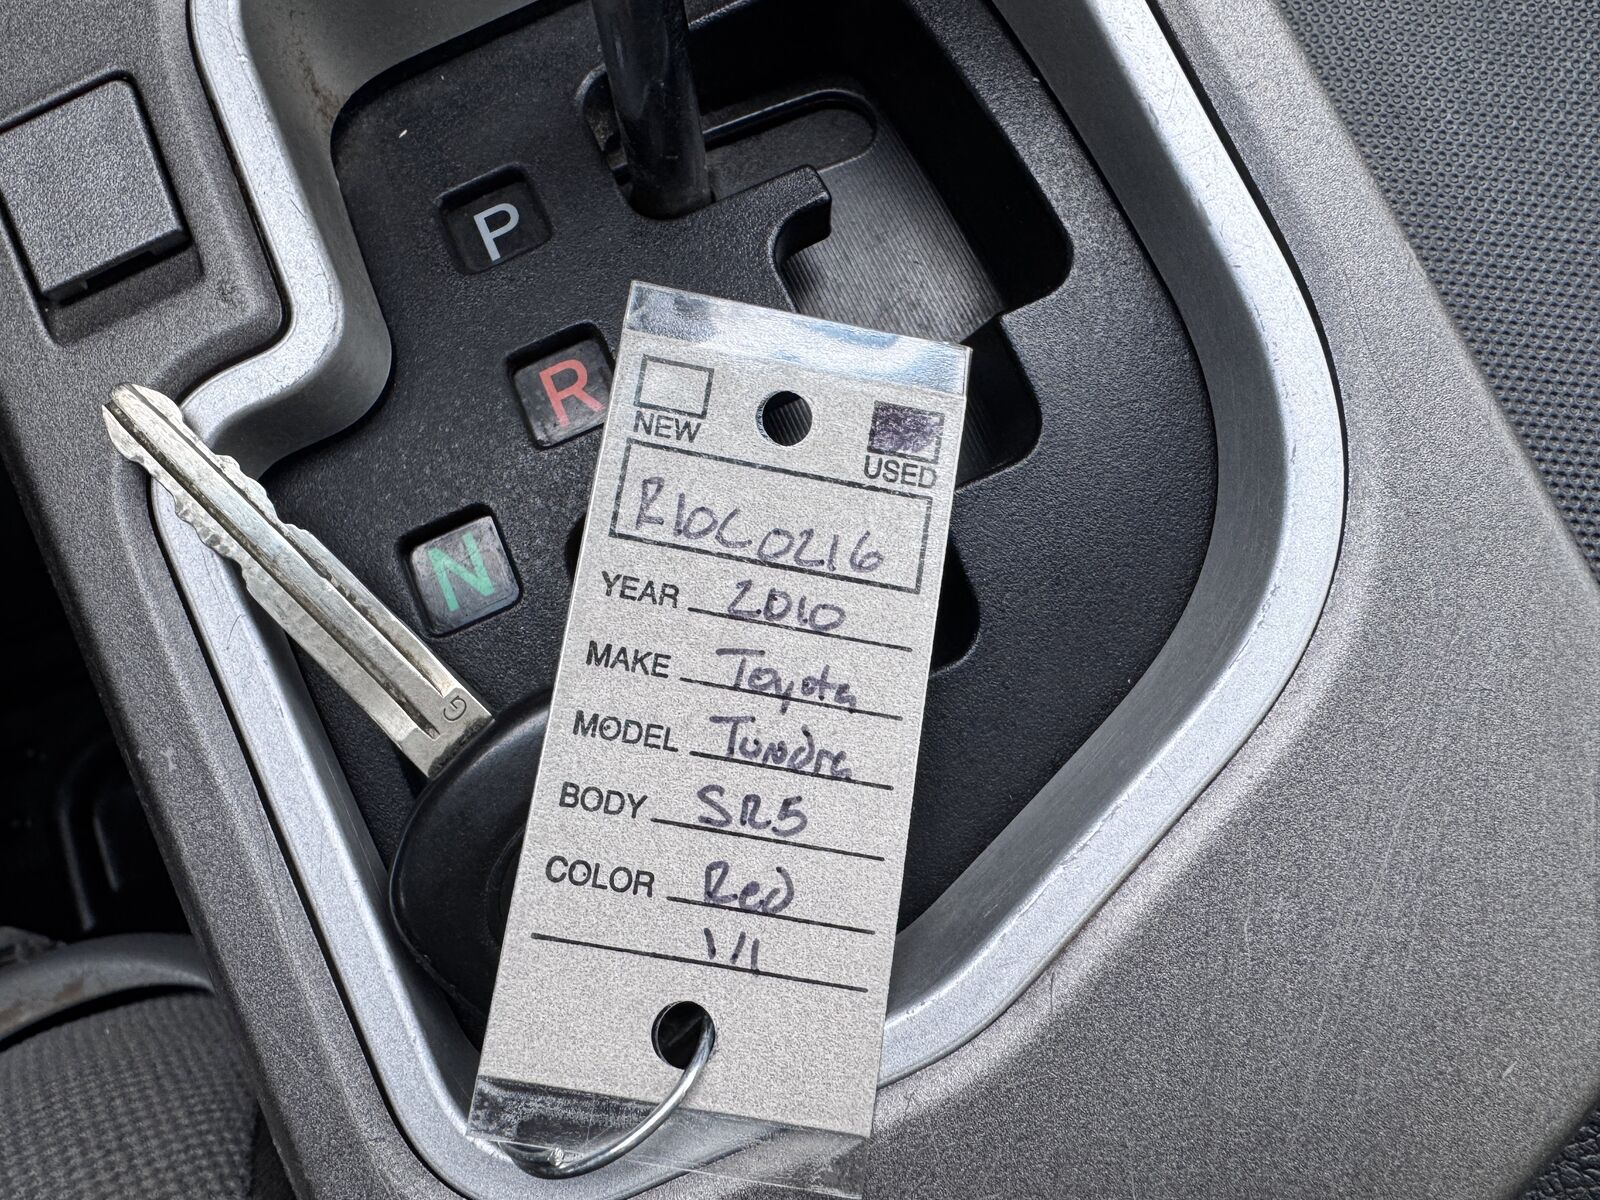 P
R
N
G
NEW
USED
R10C0216
YEAR 2010
MAKE Toyota
MODEL Tundra
BODY SR5
COLOR Red
1/1